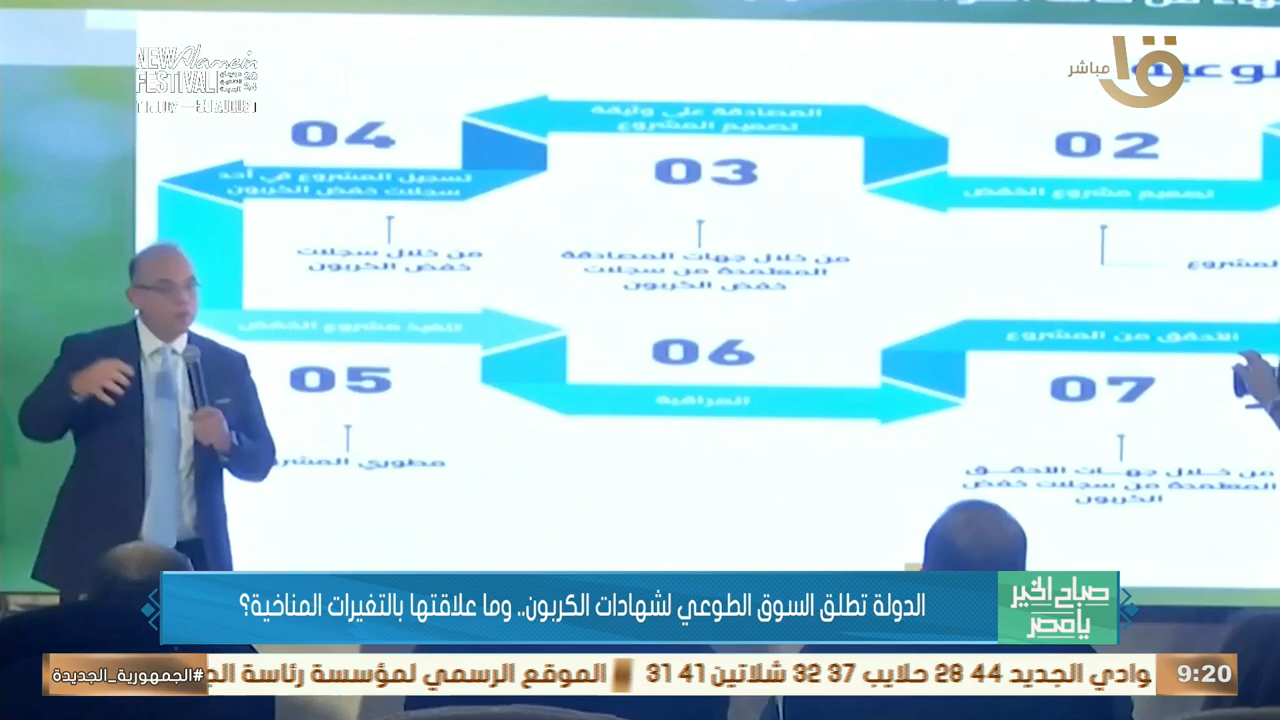 NEW Alamein
FESTIVAL
مباشر
04
03
02
المصادقة على وثيقة
تصميم المشروع
تسجيل المشروع في أحد
سجلات خفض الكربون
تصميم مشروع الخفض
من خلال سجلات
خفض الكربون
من خلال جهات المصادقة
المعتمدة من سجلات
خفض الكربون
تنفيذ مشروع الخفض
التحقق من المشروع
05
06
07
المراقبة
من خلال جهات التحقق
المعتمدة من سجلات خفض
الكربون
صباح الخير
يا مصر
الدولة تطلق السوق الطوعي لشهادات الكربون.. وما علاقتها بالتغيرات المناخية؟
9:20
وادي الجديد 44 28 حلايب 37 32 شلاتين 41 31 الموقع الرسمي لمؤسسة رئاسة
#الجمهورية_الجديدة